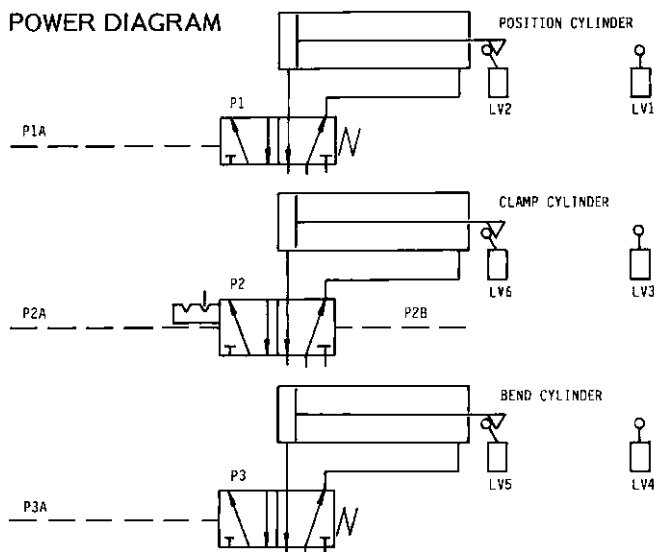 POWER DIAGRAM
POSITION CYLINDER
P1
LV2
LV1
P1A
CLAMP CYLINDER
P2
LV6
LV3
P2A
P2B
BEND CYLINDER
P3
LV5
LV4
P3A